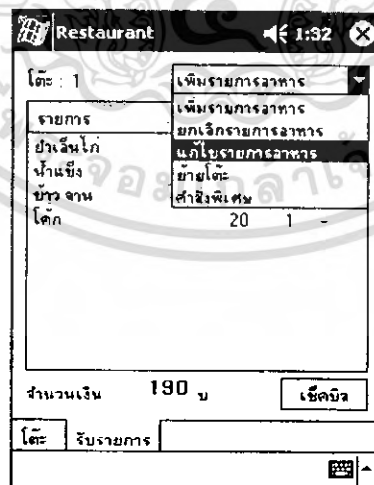 Restaurant 1:32
โต๊ะ : 1 เพิ่มรายการอาหาร
เพิ่มรายการอาหาร
รายการ
ยกเลิกรายการอาหาร
ยำเอ็นไก่ แก้ไขรายการอาหาร
น้ำแข็ง ย้ายโต๊ะ
ข้าว จาน คำสั่งพิเศษ
โค้ก 20 1 -
จำนวนเงิน 190 บ เช็คบิล
โต๊ะ รับรายการ